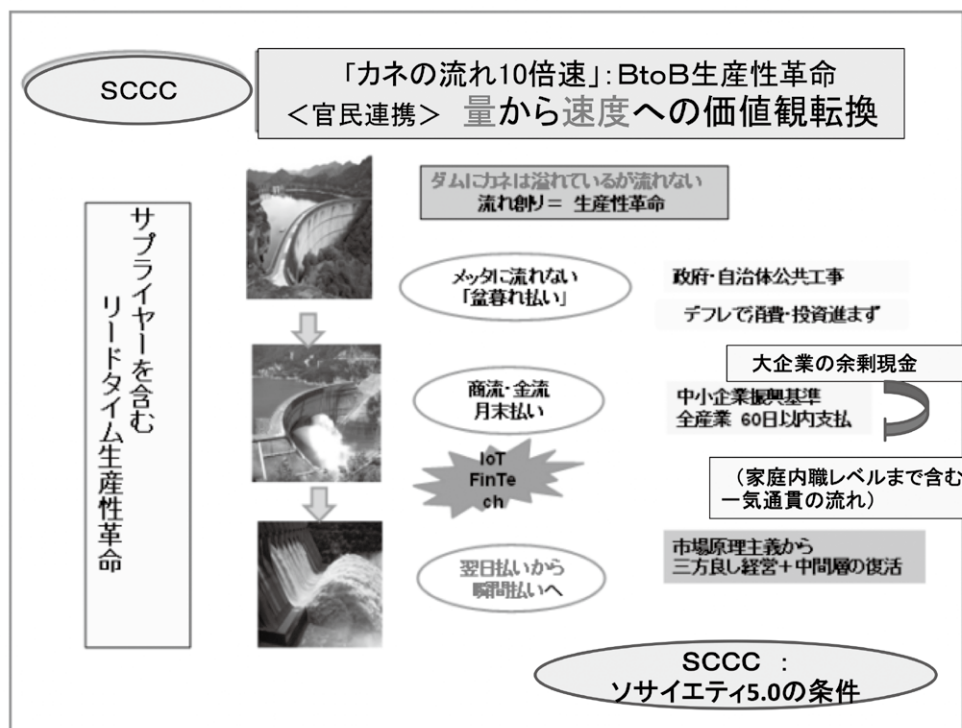 SCCC
「カネの流れ10倍速」：BtoB生産性革命
＜官民連携＞ 量から速度への価値観転換
サプライヤーを含む
リードタイム生産性革命
ダムにカネは溢れているが流れない
流れ創り＝ 生産性革命
メッタに流れない
「盆暮れ払い」
政府・自治体公共工事
デフレで消費・投資進まず
大企業の余剰現金
商流・金流
月末払い
中小企業振興基準
全産業 60日以内支払
IoT
FinTe
ch
（家庭内職レベルまで含む
一気通貫の流れ）
翌日払いから
瞬間払いへ
市場原理主義から
三方良し経営＋中間層の復活
SCCC ：
ソサイエティ5.0の条件